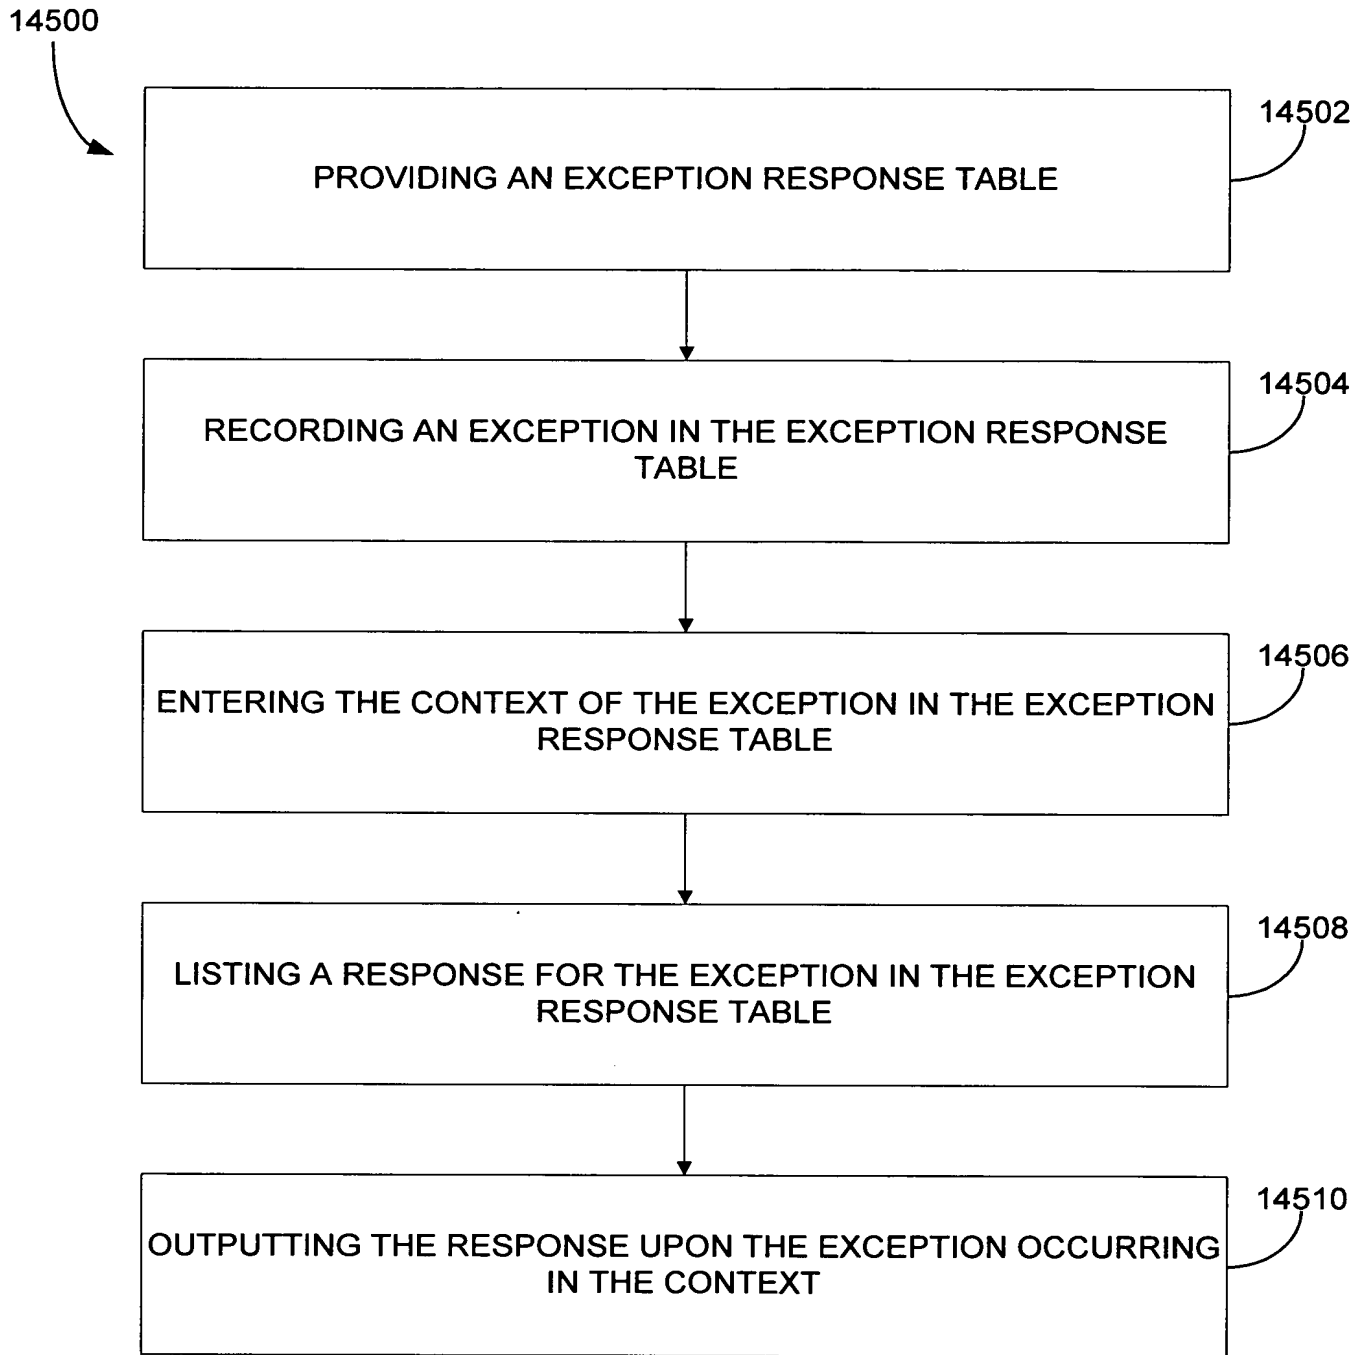 14500
14502
PROVIDING AN EXCEPTION RESPONSE TABLE
14504
RECORDING AN EXCEPTION IN THE EXCEPTION RESPONSE
TABLE
14506
ENTERING THE CONTEXT OF THE EXCEPTION IN THE EXCEPTION
RESPONSE TABLE
14508
LISTING A RESPONSE FOR THE EXCEPTION IN THE EXCEPTION
RESPONSE TABLE
14510
OUTPUTTING THE RESPONSE UPON THE EXCEPTION OCCURRING
IN THE CONTEXT